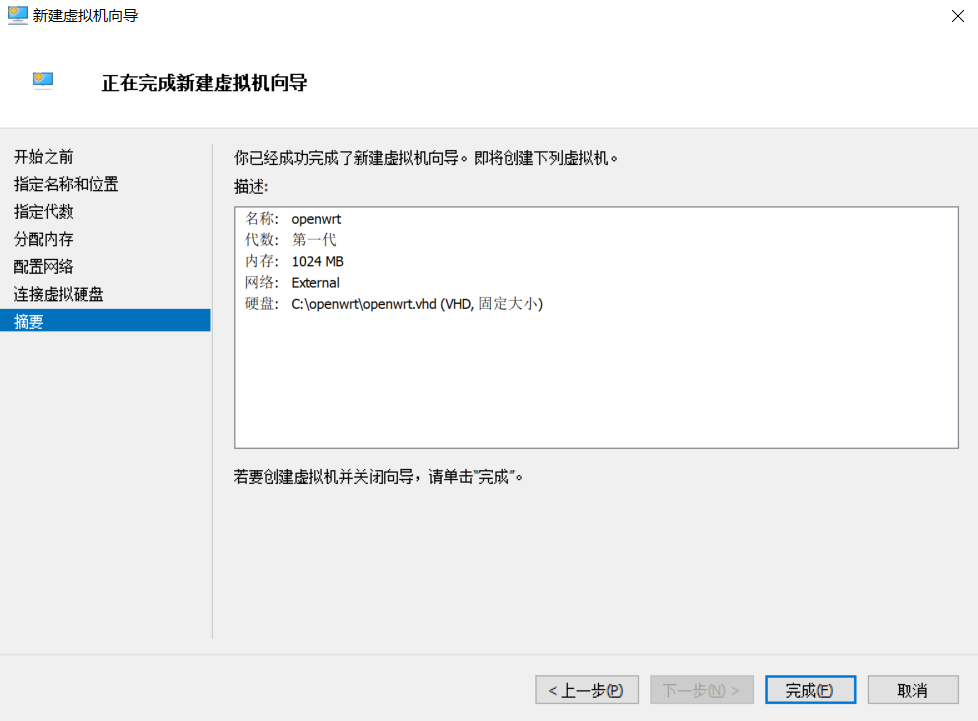 新建虚拟机向导
正在完成新建虚拟机向导
开始之前
指定名称和位置
指定代数
分配内存
配置网络
连接虚拟硬盘
摘要
你已经成功完成了新建虚拟机向导。即将创建下列虚拟机。
描述:
名称: openwrt
代数: 第一代
内存: 1024 MB
网络: External
硬盘: C:\openwrt\openwrt.vhd (VHD, 固定大小)
若要创建虚拟机并关闭向导，请单击"完成"。
< 上一步(P)
下一步(N) >
完成(F)
取消